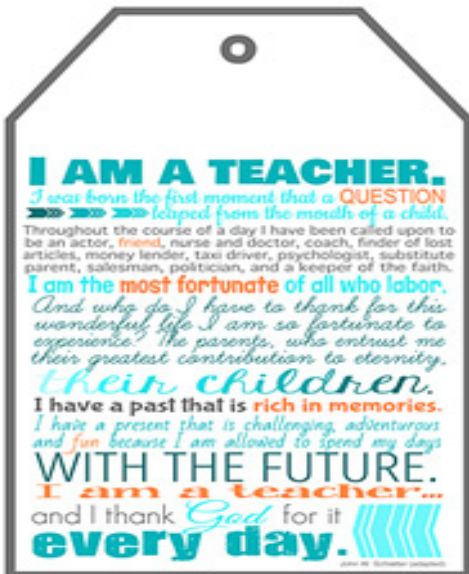 I AM A TEACHER.
I was born the first moment that a QUESTION
leaped from the mouth of a child.
Throughout the course of a day I have been called upon to
be an actor, friend, nurse and doctor, coach, finder of lost
articles, money lender, taxi driver, psychologist, substitute
parent, salesman, politician, and a keeper of the faith.
I am the most fortunate of all who labor.
And who do I have to thank for this
wonderful life I am so fortunate to
experience? The parents, who entrust me
their greatest contribution to eternity,
their children.
I have a past that is rich in memories.
I have a present that is challenging, adventurous
and fun because I am allowed to spend my days
WITH THE FUTURE.
I am a teacher...
and I thank God for it
every day.
John W. Schlatter (adapted)